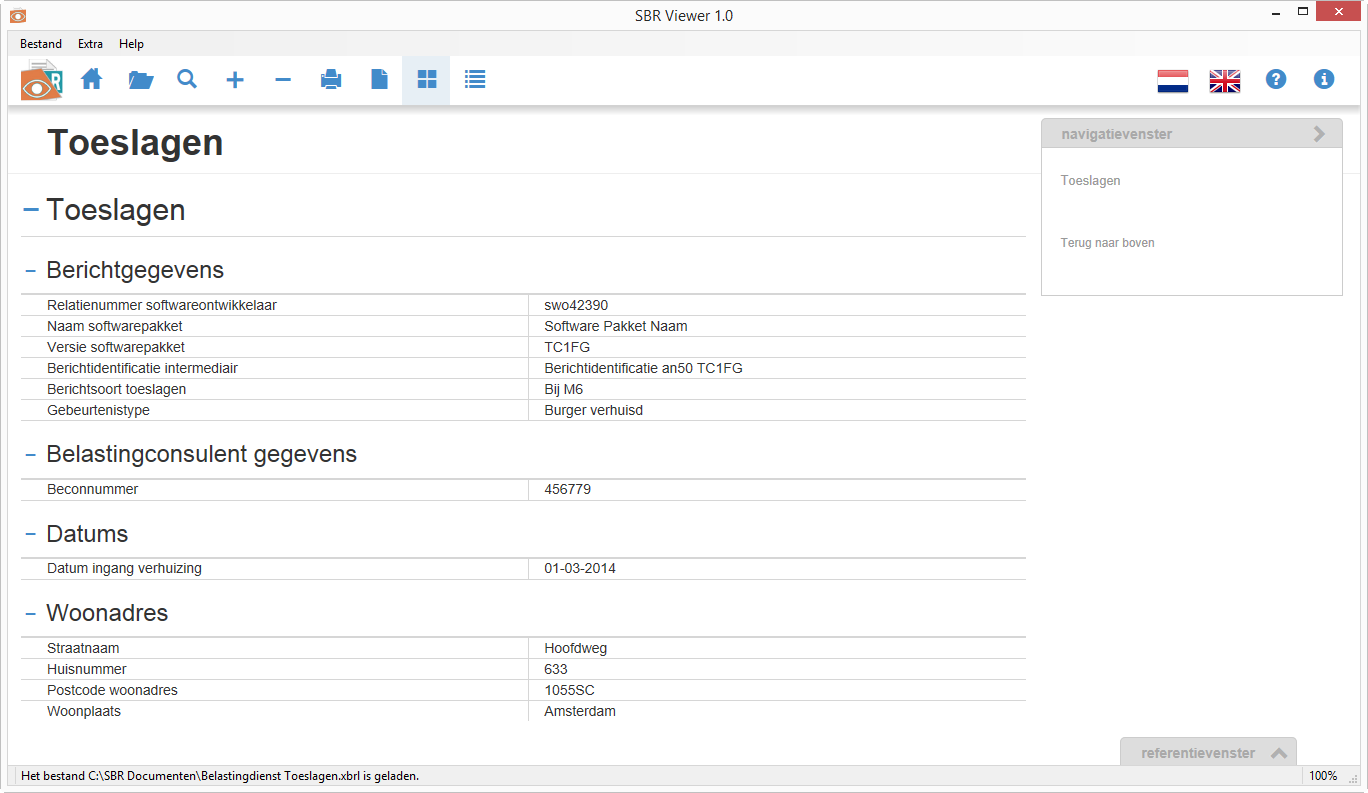 SBR Viewer 1.0
Bestand Extra Help
R
Toeslagen
navigatievenster
Toeslagen
Terug naar boven
Toeslagen
Berichtgegevens
Relatienummer softwareontwikkelaar swo42390
Naam softwarepakket Software Pakket Naam
Versie softwarepakket TC1FG
Berichtidentificatie intermediair Berichtidentificatie an50 TC1FG
Berichtsoort toeslagen Bij M6
Gebeurtenistype Burger verhuisd
Belastingconsulent gegevens
Beconnummer 456779
Datums
Datum ingang verhuizing 01-03-2014
Woonadres
Straatnaam Hoofdweg
Huisnummer 633
Postcode woonadres 1055SC
Woonplaats Amsterdam
referentievenster
Het bestand C:\SBR Documenten\Belastingdienst Toeslagen.xbrl is geladen. 100%